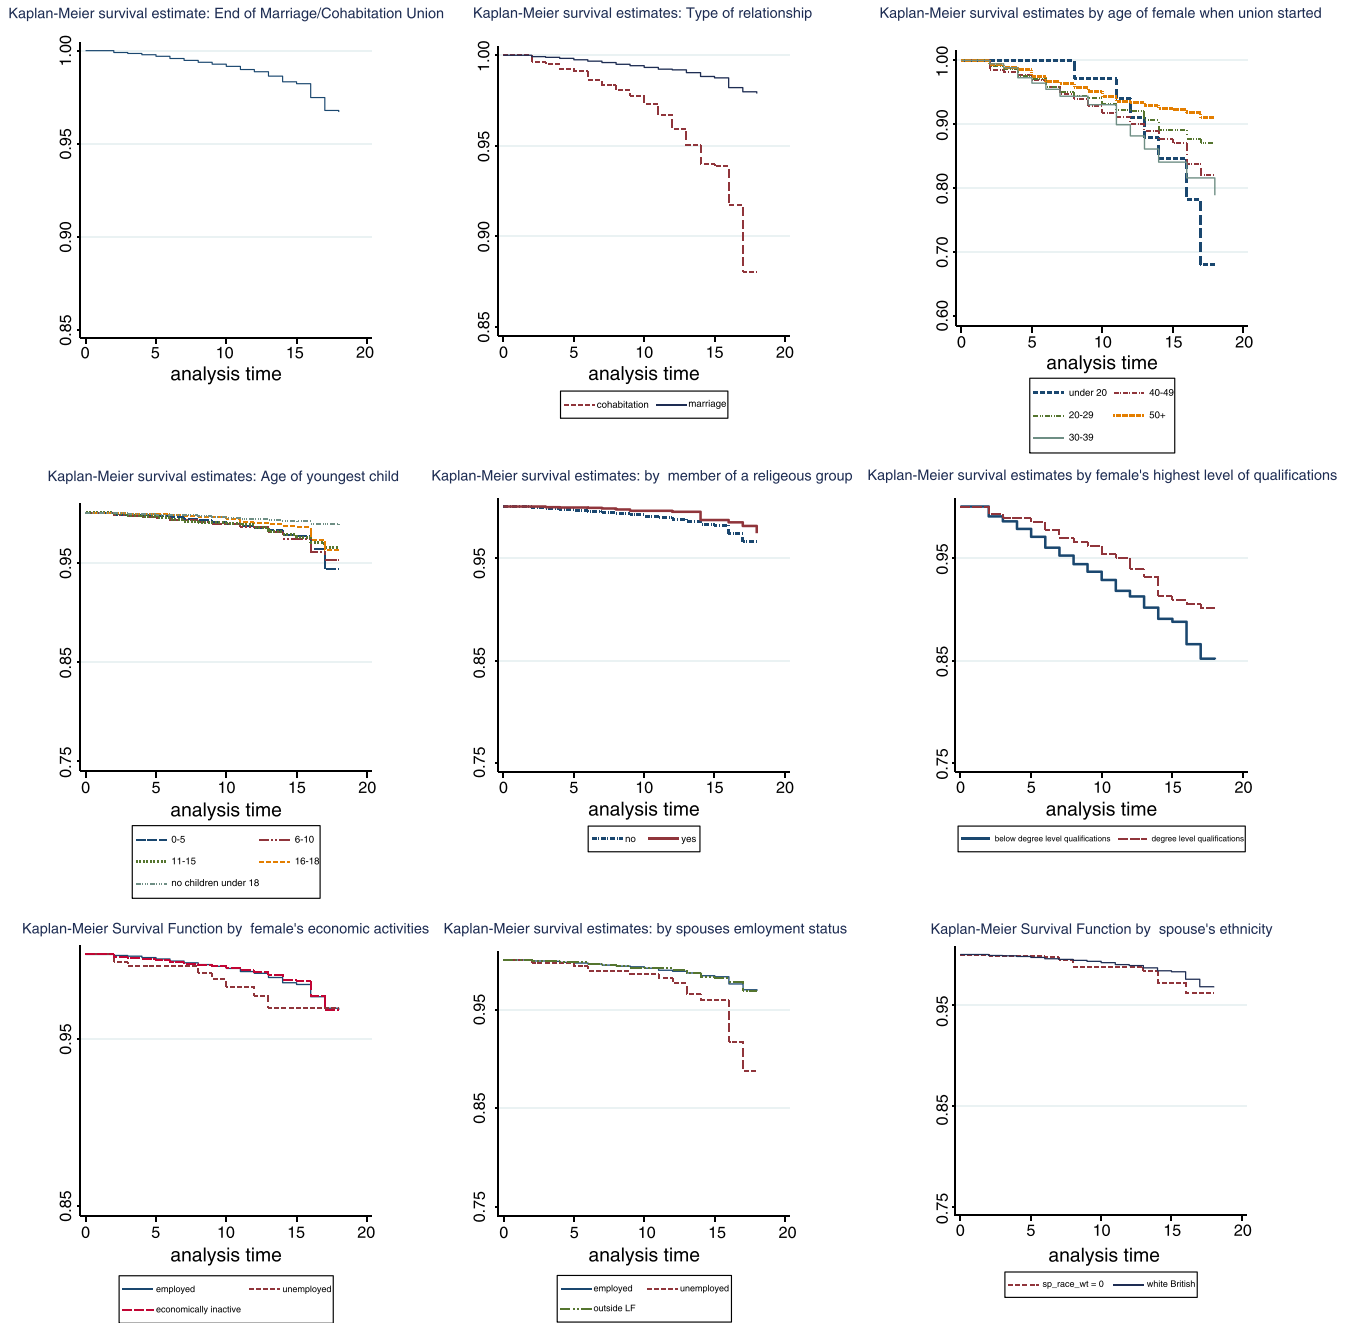 Kaplan-Meier survival estimate: End of Marriage/Cohabitation Union
1.00
0.95
0.90
0.85
0 5 10 15 20
analysis time
Kaplan-Meier survival estimates: Type of relationship
1.00
0.95
0.90
0.85
0 5 10 15 20
analysis time
cohabitation marriage
Kaplan-Meier survival estimates by age of female when union started
1.00
0.90
0.80
0.70
0.60
0 5 10 15 20
analysis time
under 20 40-49
20-29 50+
30-39
Kaplan-Meier survival estimates: Age of youngest child
0.95
0.85
0.75
0 5 10 15 20
analysis time
0-5 6-10
11-15 16-18
no children under 18
Kaplan-Meier survival estimates: by member of a religeous group
0.95
0.85
0.75
0 5 10 15 20
analysis time
no yes
Kaplan-Meier survival estimates by female's highest level of qualifications
0.95
0.85
0.75
0 5 10 15 20
analysis time
below degree level qualifications degree level qualifications
Kaplan-Meier Survival Function by female's economic activities
0.95
0.85
0 5 10 15 20
analysis time
employed unemployed
economically inactive
Kaplan-Meier survival estimates: by spouses emloyment status
0.95
0.85
0.75
0 5 10 15 20
analysis time
employed unemployed
outside LF
Kaplan-Meier Survival Function by spouse's ethnicity
0.95
0.85
0.75
0 5 10 15 20
analysis time
sp_race_wt = 0 white British